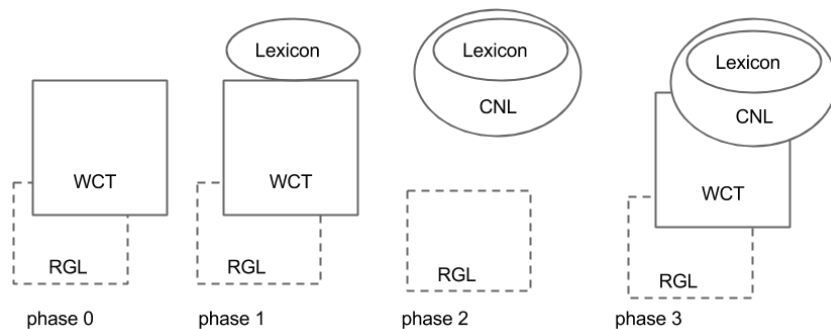 WCT
RGL
phase 0
Lexicon
WCT
RGL
phase 1
Lexicon
CNL
RGL
phase 2
Lexicon
CNL
WCT
RGL
phase 3